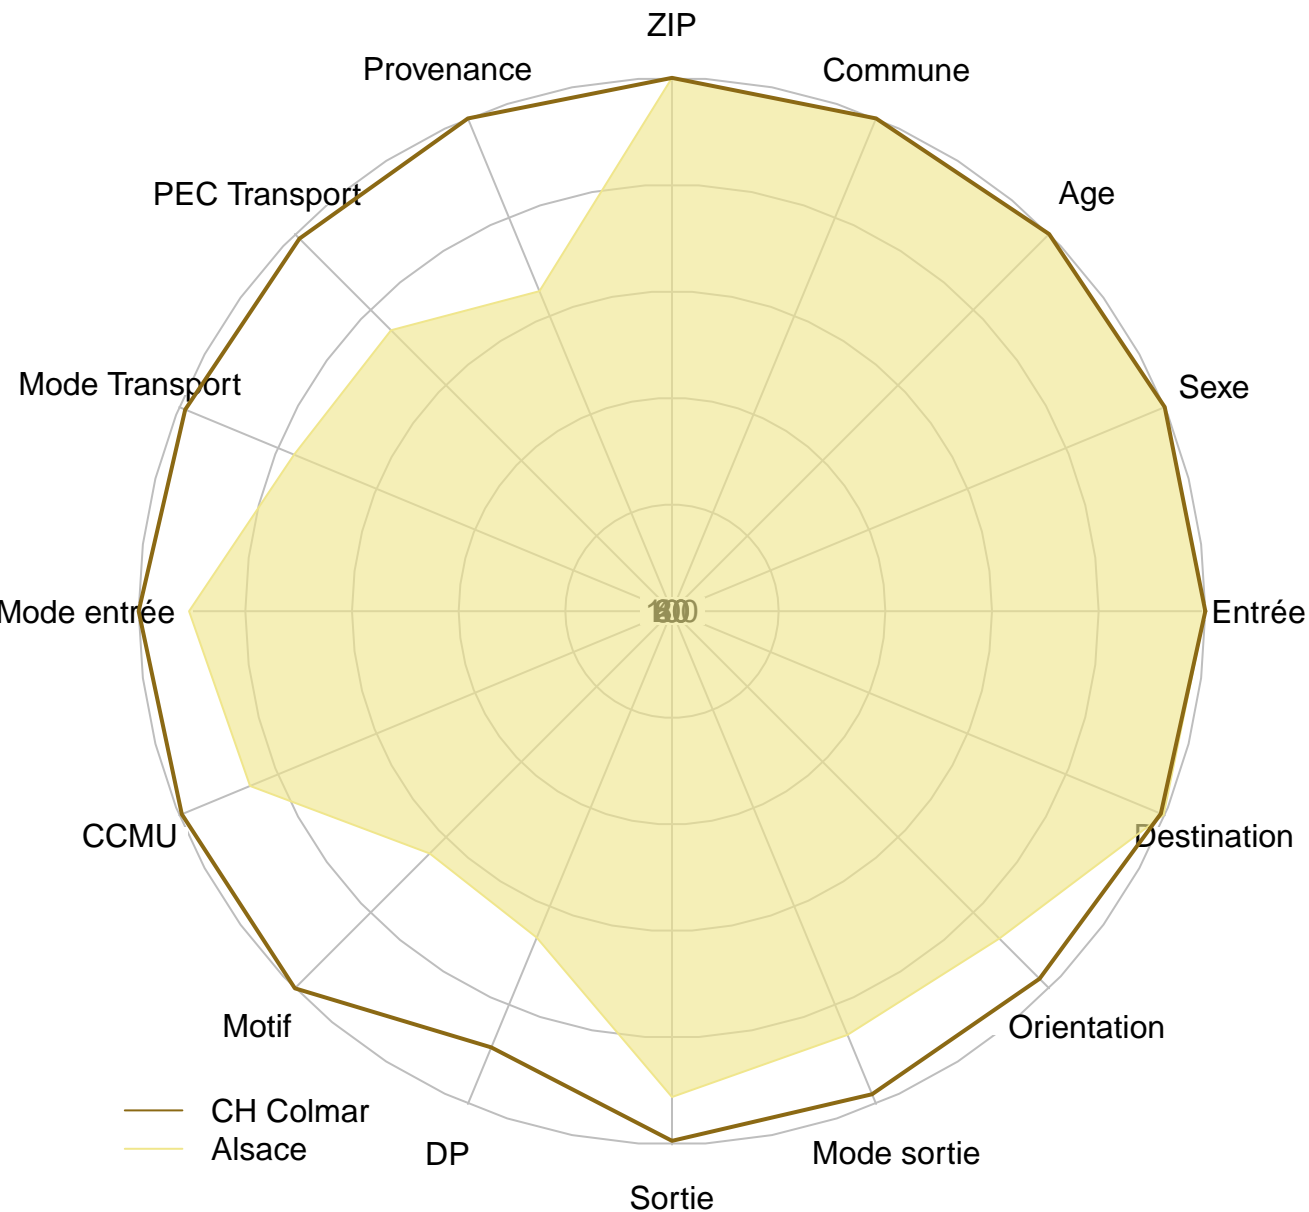 ZIP
Provenance
Commune
PEC Transport
Age
Mode Transport
Sexe
Mode entrée
Entrée
CCMU
Destination
Motif
Orientation
CH Colmar
Alsace
DP
Mode sortie
Sortie